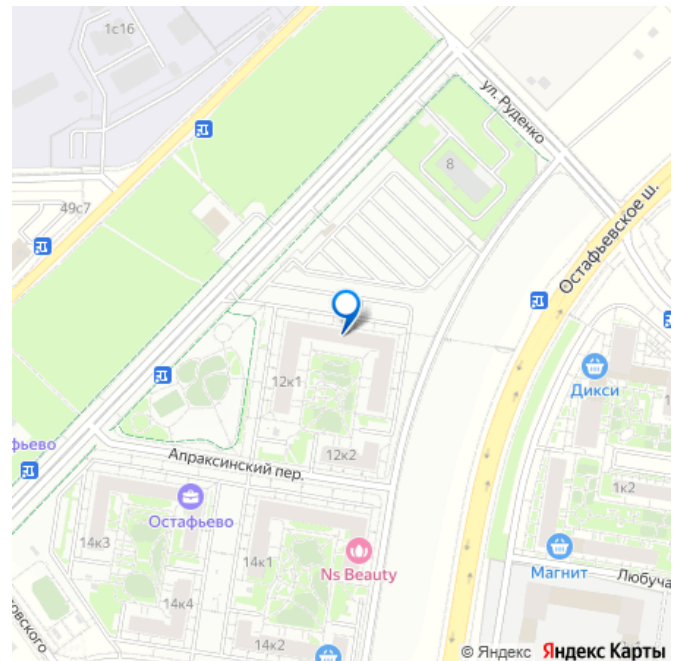 1с16
ул. Руденко
8
49с7
Остафьевское ш.
Дикси
12к1
12к2
фьево
Апраксинский пер.
1к2
Остафьево
14к3
14к1
Ns Beauty
Магнит
Любуча
14к4
овского
14к2
© Яндекс Яндекс Карты